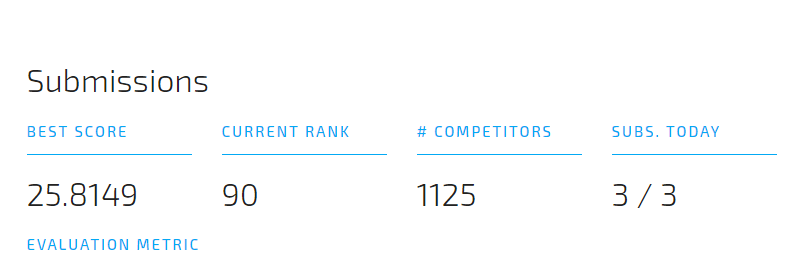 Submissions
BEST SCORE CURRENT RANK # COMPETITORS SUBS. TODAY
25.8149 90 1125 3 / 3
EVALUATION METRIC